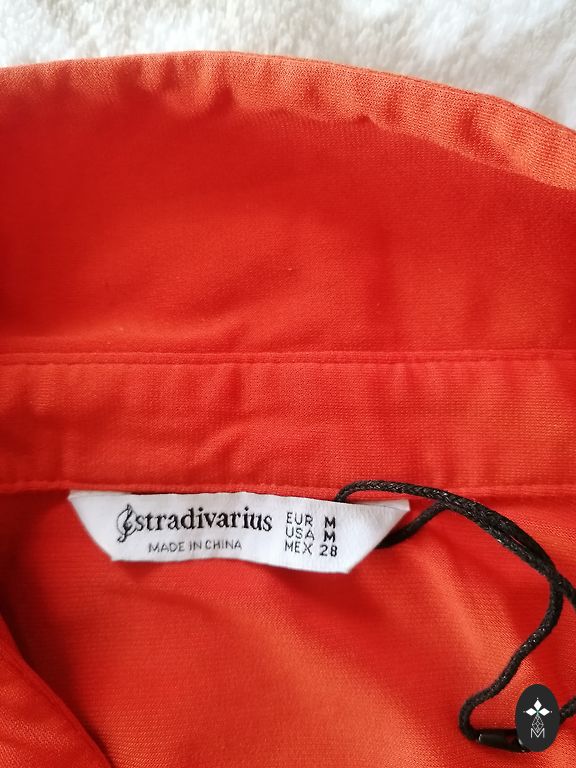 stradivarius
MADE IN CHINA
EUR M
USA M
MEX 28
M